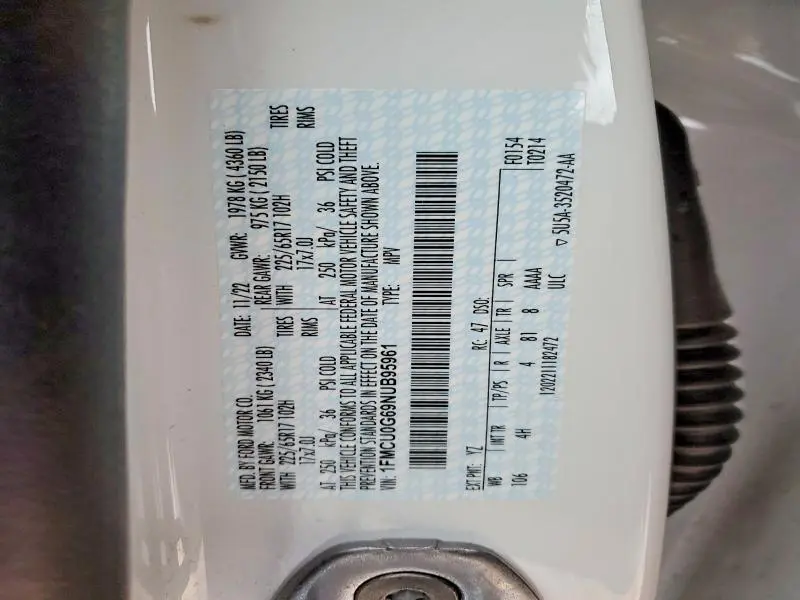 MFD. BY FORD MOTOR CO. DATE: 11/22 GVWR: 1978 KG ( 4360 LB)
FRONT GAWR: 1061 KG ( 2340 LB) REAR GAWR: 975 KG ( 2150 LB)
WITH 225/65R17 102H TIRES WITH 225/65R17 102H TIRES
17x7.0J RIMS 17x7.0J RIMS
AT 250 kPa/ 36 PSI COLD AT 250 kPa/ 36 PSI COLD
THIS VEHICLE CONFORMS TO ALL APPLICABLE FEDERAL MOTOR VEHICLE SAFETY AND THEFT
PREVENTION STANDARDS IN EFFECT ON THE DATE OF MANUFACTURE SHOWN ABOVE.
VIN: 1FMCU0G69NUB95961 TYPE: MPV
EXT PNT: YZ RC: 47 DSO: F0154
WB INT TR TP/PS R AXLE TR SPR T0214
106 4H 4 81 8 AAAA
1202211182472 ULC
▽ 5U5A-3520472-AA